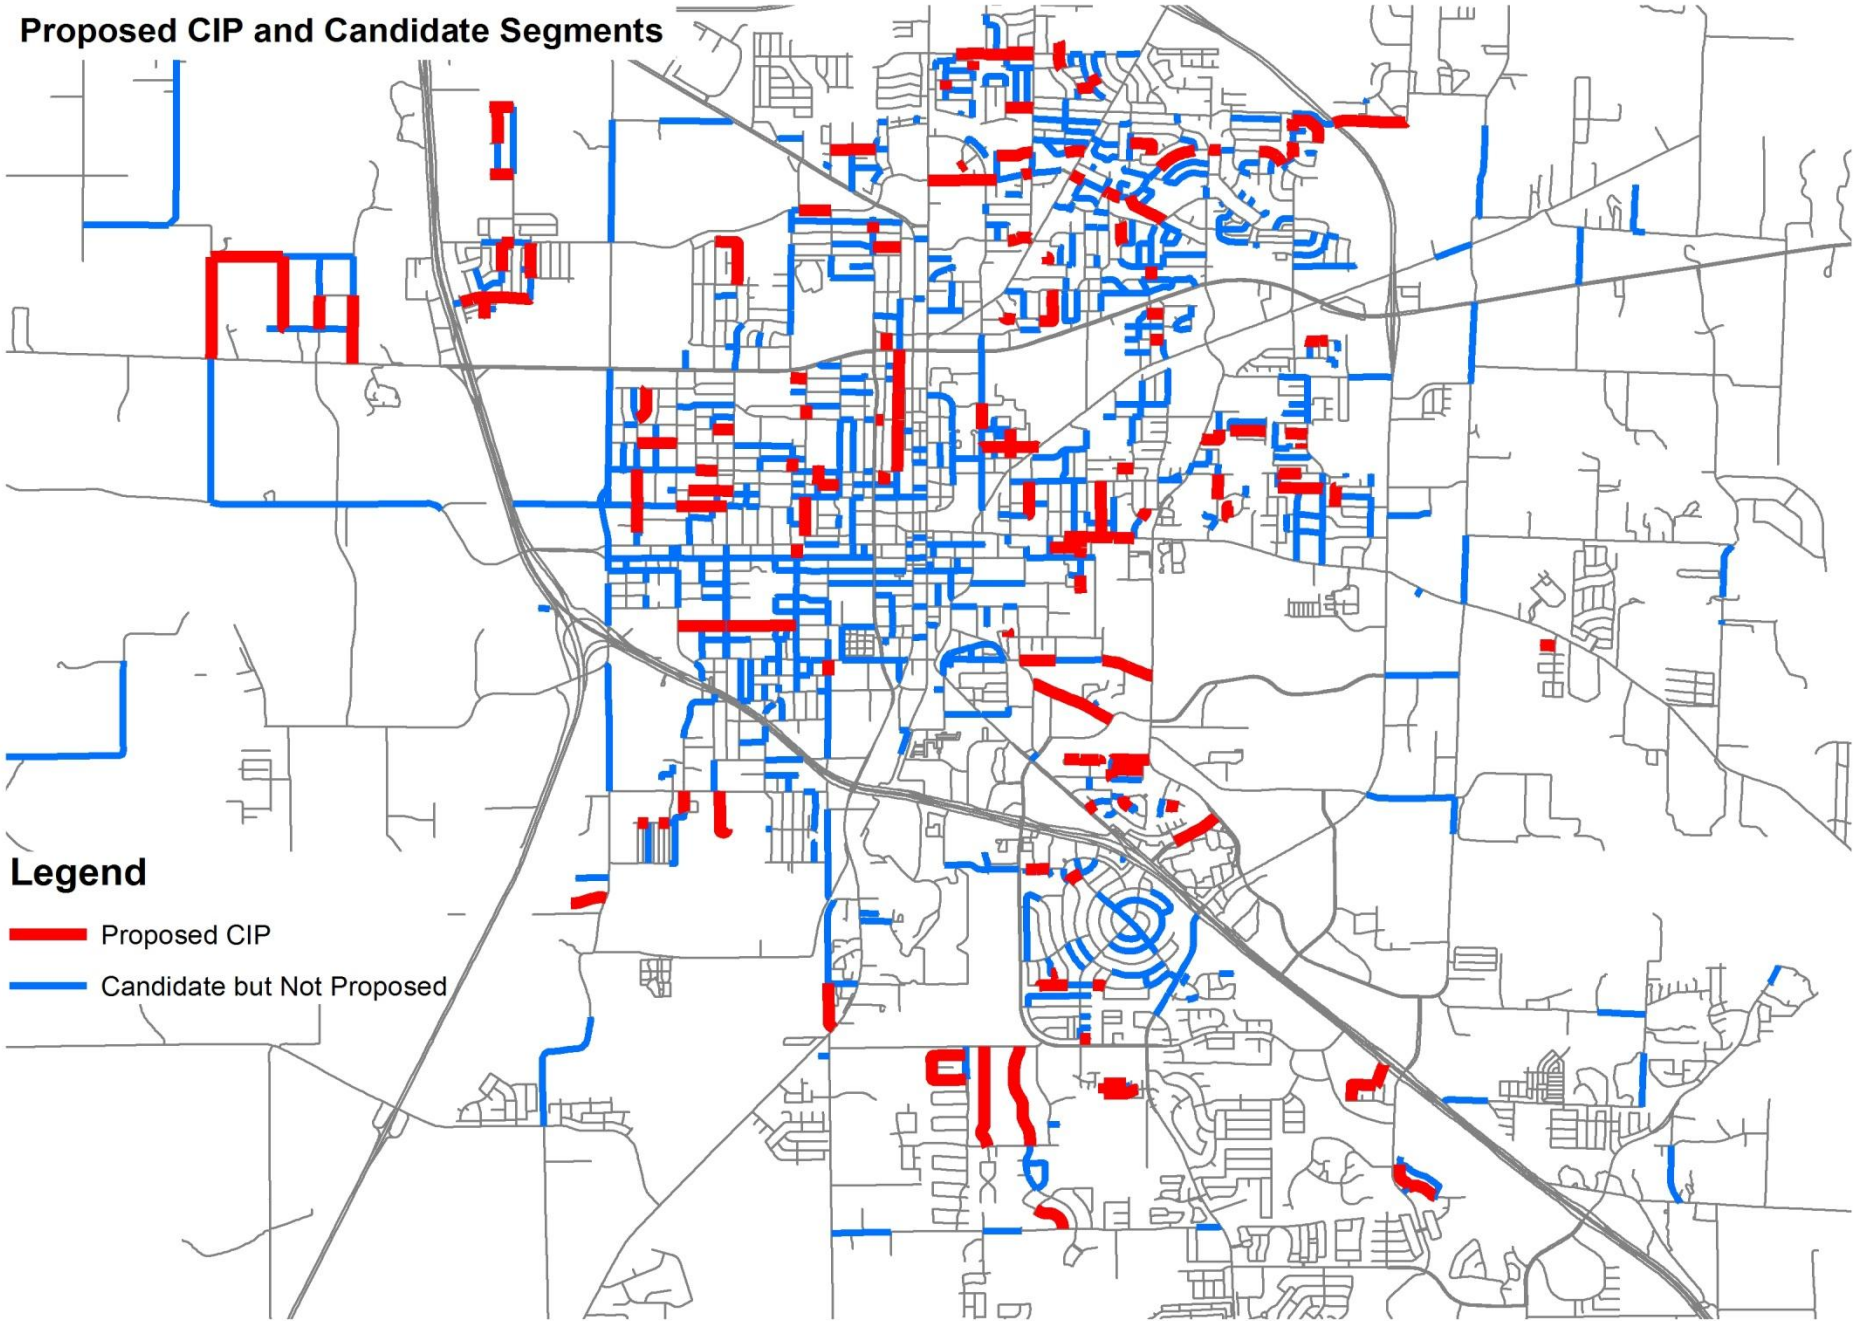 Proposed CIP and Candidate Segments
Legend
Proposed CIP
Candidate but Not Proposed